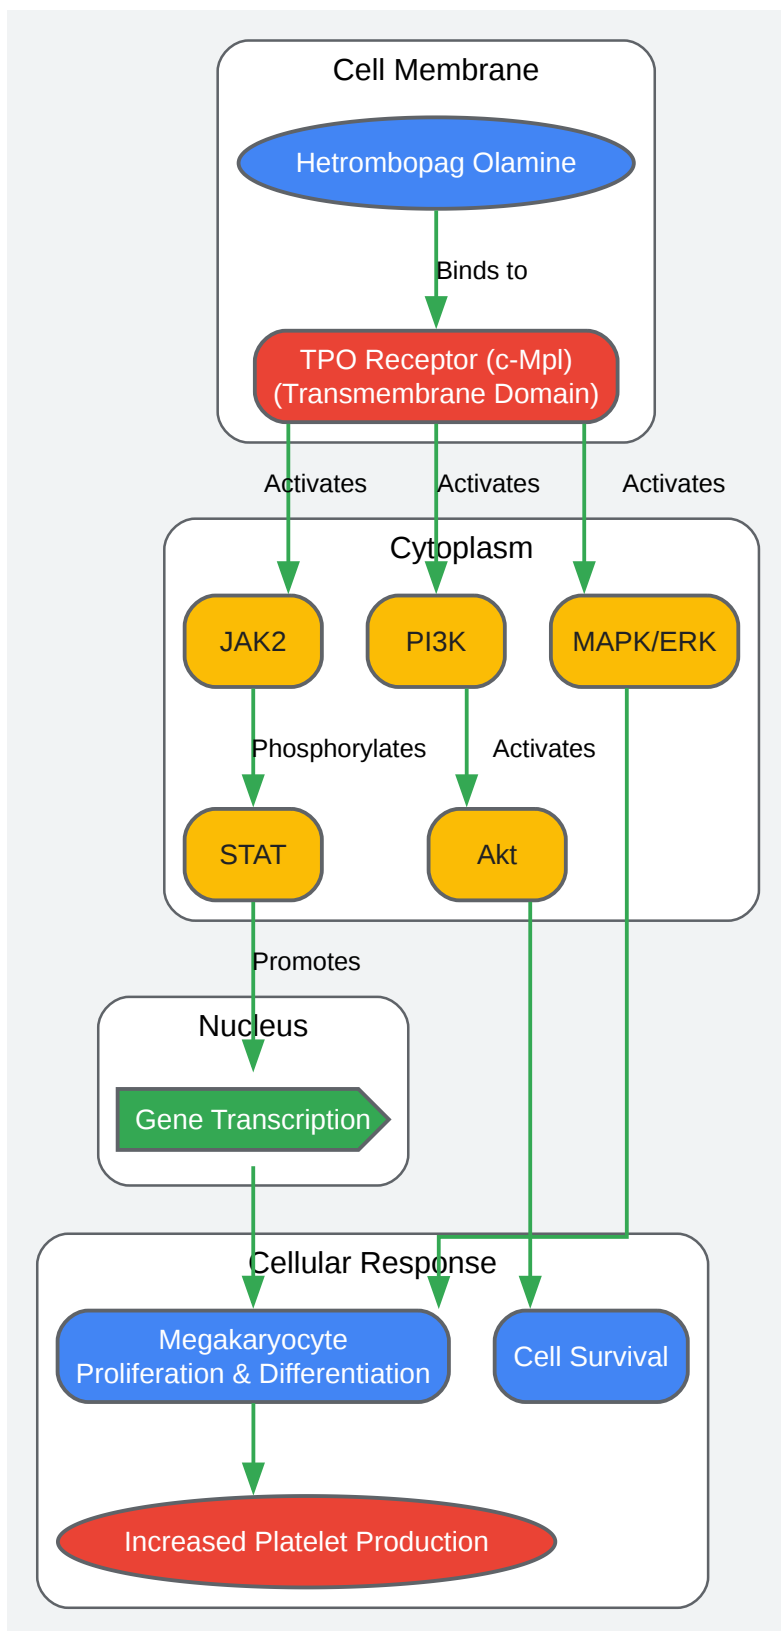 Cell Membrane
Hetrombopag Olamine
Binds to
TPO Receptor (c-Mpl)
(Transmembrane Domain)
Activates
Activates
Activates
Cytoplasm
JAK2
PI3K
MAPK/ERK
Phosphorylates
Activates
STAT
Akt
Promotes
Nucleus
Gene Transcription
Cellular Response
Megakaryocyte
Proliferation & Differentiation
Cell Survival
Increased Platelet Production